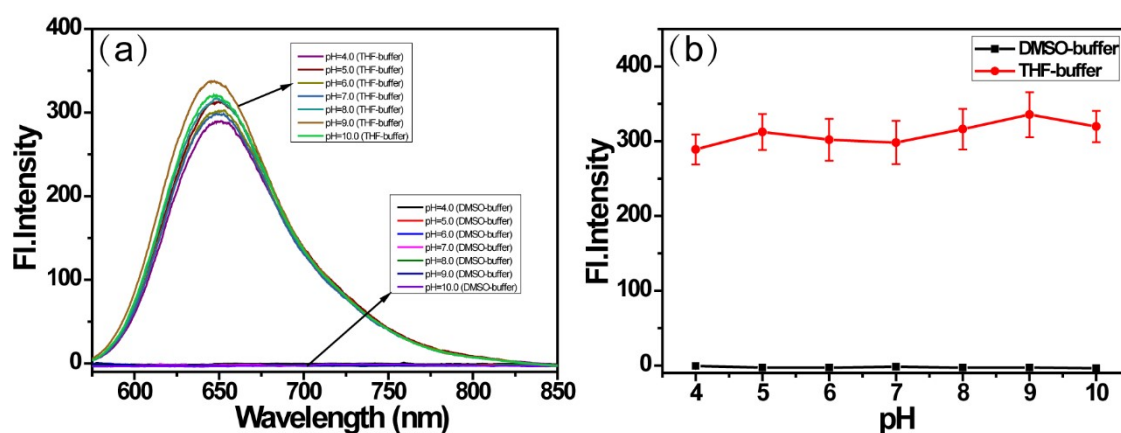 (a)
Fl.Intensity
400
300
200
100
0
pH=4.0 (THF-buffer)
pH=5.0 (THF-buffer)
pH=6.0 (THF-buffer)
pH=7.0 (THF-buffer)
pH=8.0 (THF-buffer)
pH=9.0 (THF-buffer)
pH=10.0 (THF-buffer)
pH=4.0 (DMSO-buffer)
pH=5.0 (DMSO-buffer)
pH=6.0 (DMSO-buffer)
pH=7.0 (DMSO-buffer)
pH=8.0 (DMSO-buffer)
pH=9.0 (DMSO-buffer)
pH=10.0 (DMSO-buffer)
600 650 700 750 800 850
Wavelength (nm)
(b)
Fl.Intensity
400
300
200
100
0
DMSO-buffer
THF-buffer
4 5 6 7 8 9 10
pH